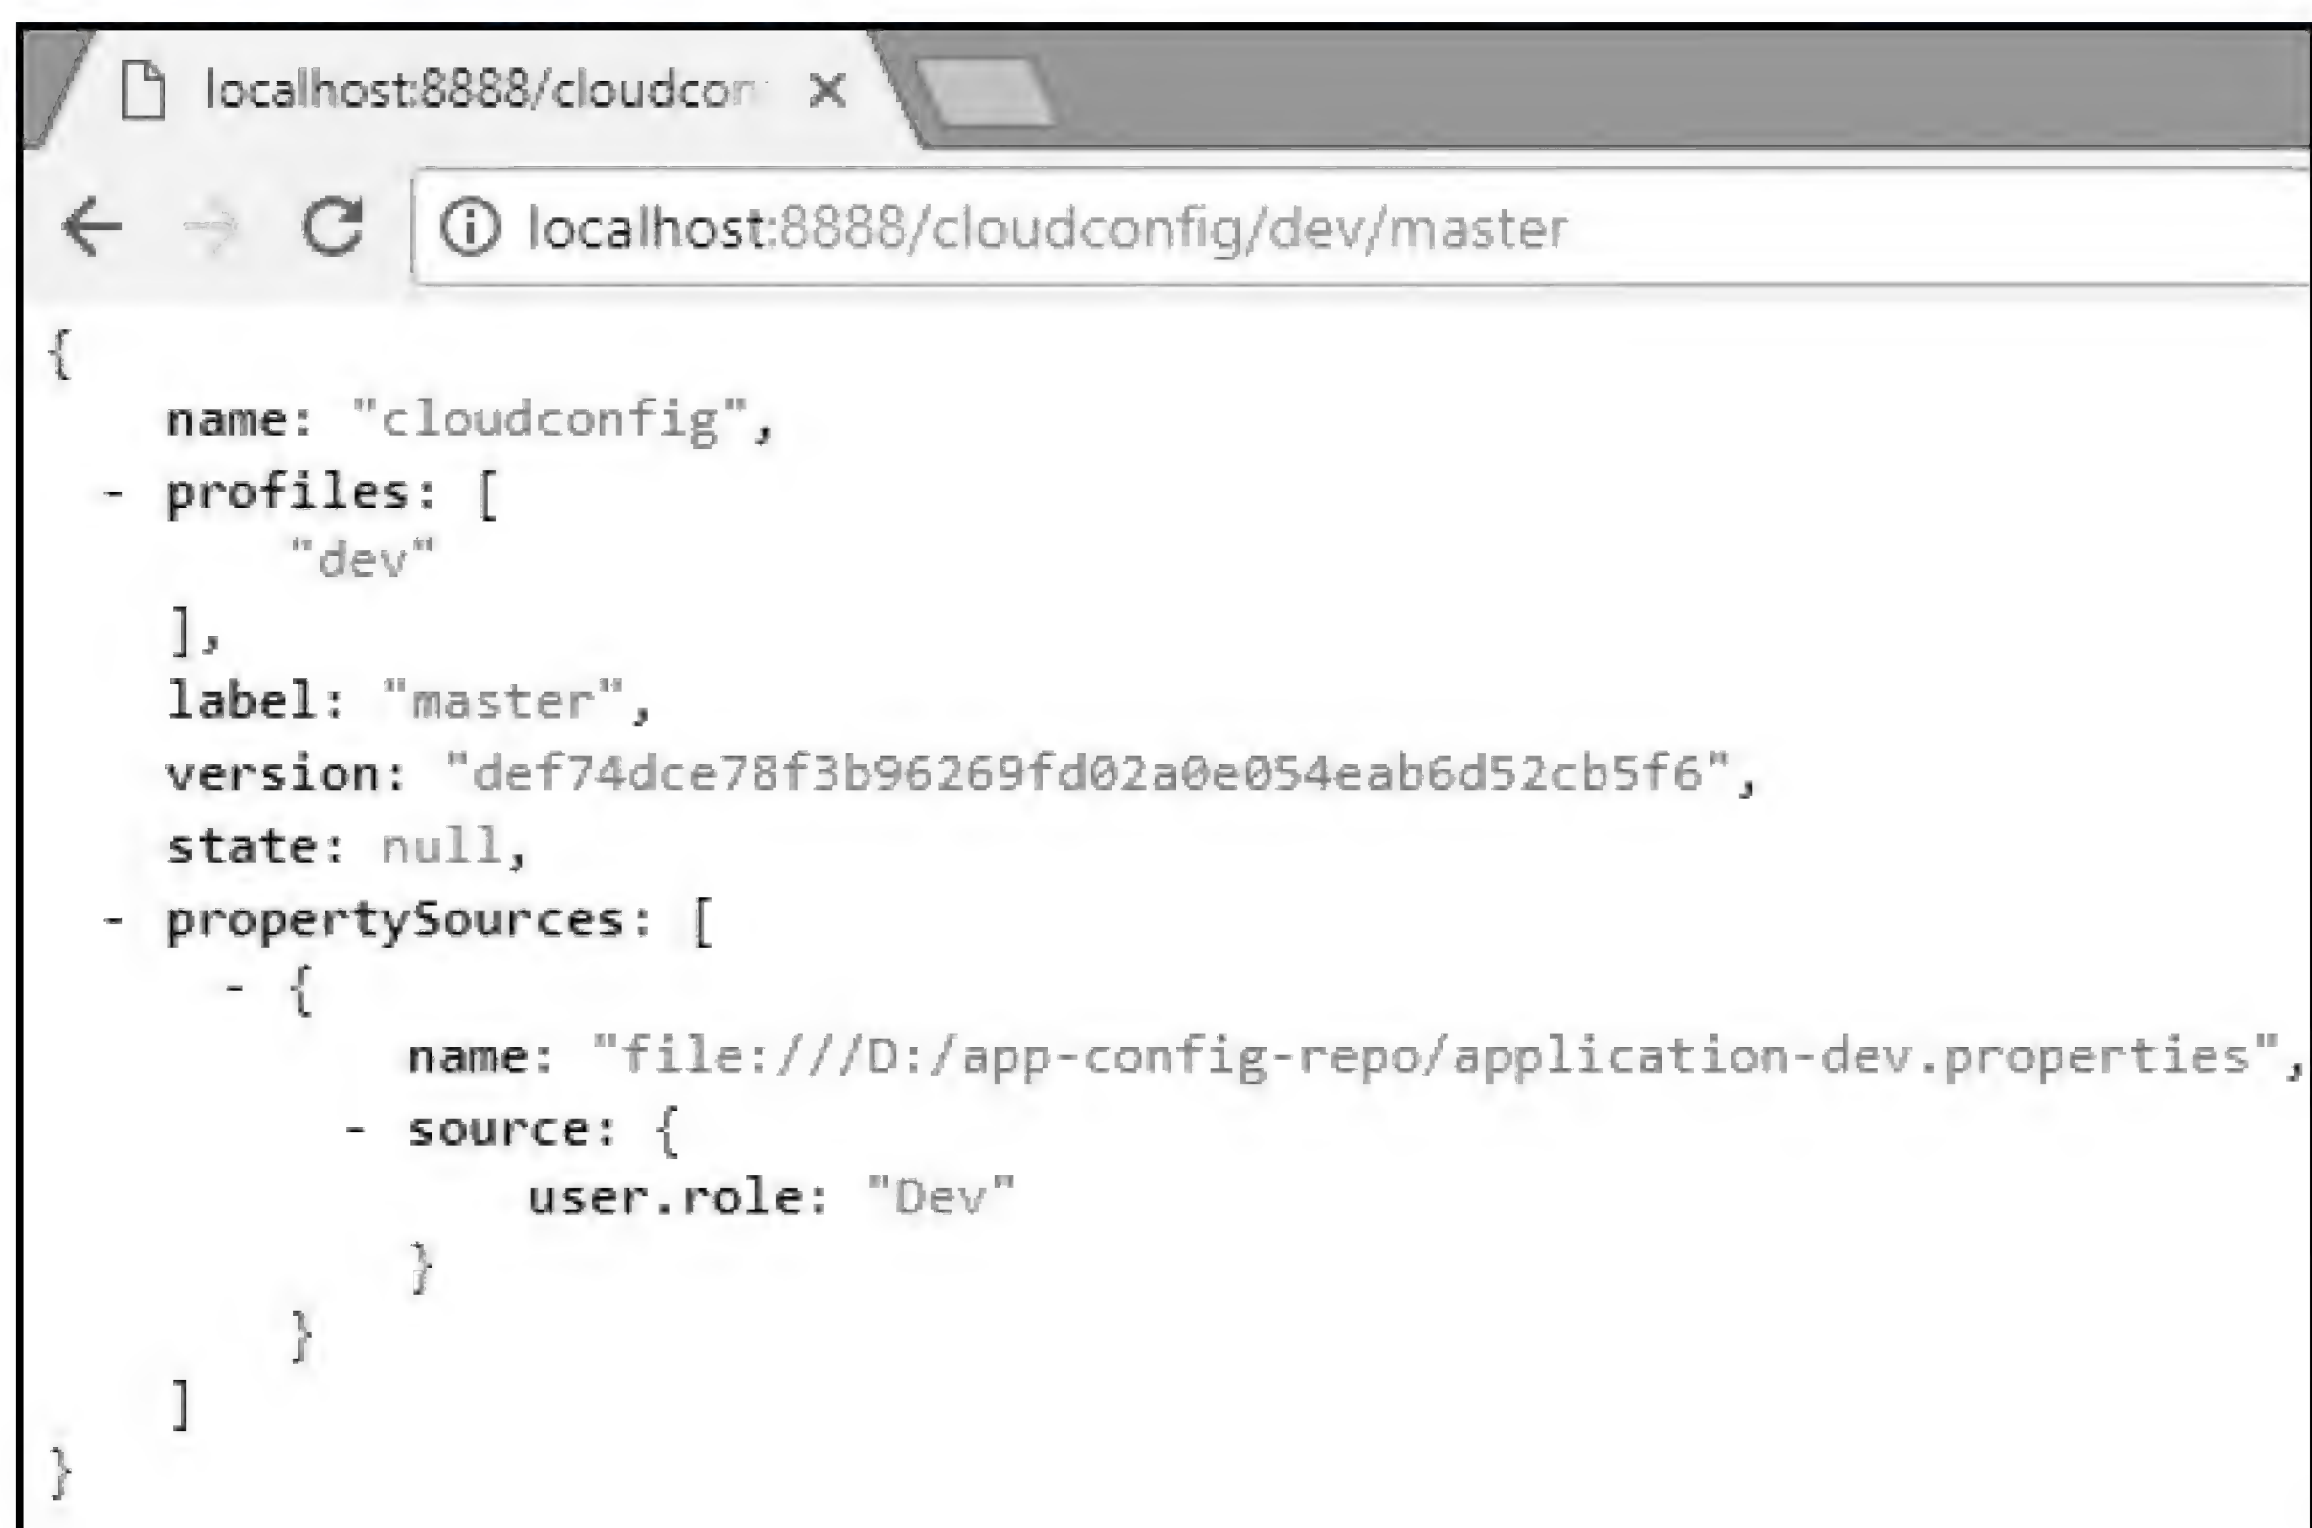 localhost:8888/cloudcon
localhost:8888/cloudconfig/dev/master
{
name: "cloudconfig",
- profiles: [
"dev"
],
label: "master",
version: "def74dce78f3b96269fd02a0e054eab6d52cb5f6",
state: null,
- propertySources: [
- {
name: "file:///D:/app-config-repo/application-dev.properties",
- source: {
user.role: "Dev"
}
}
]
}